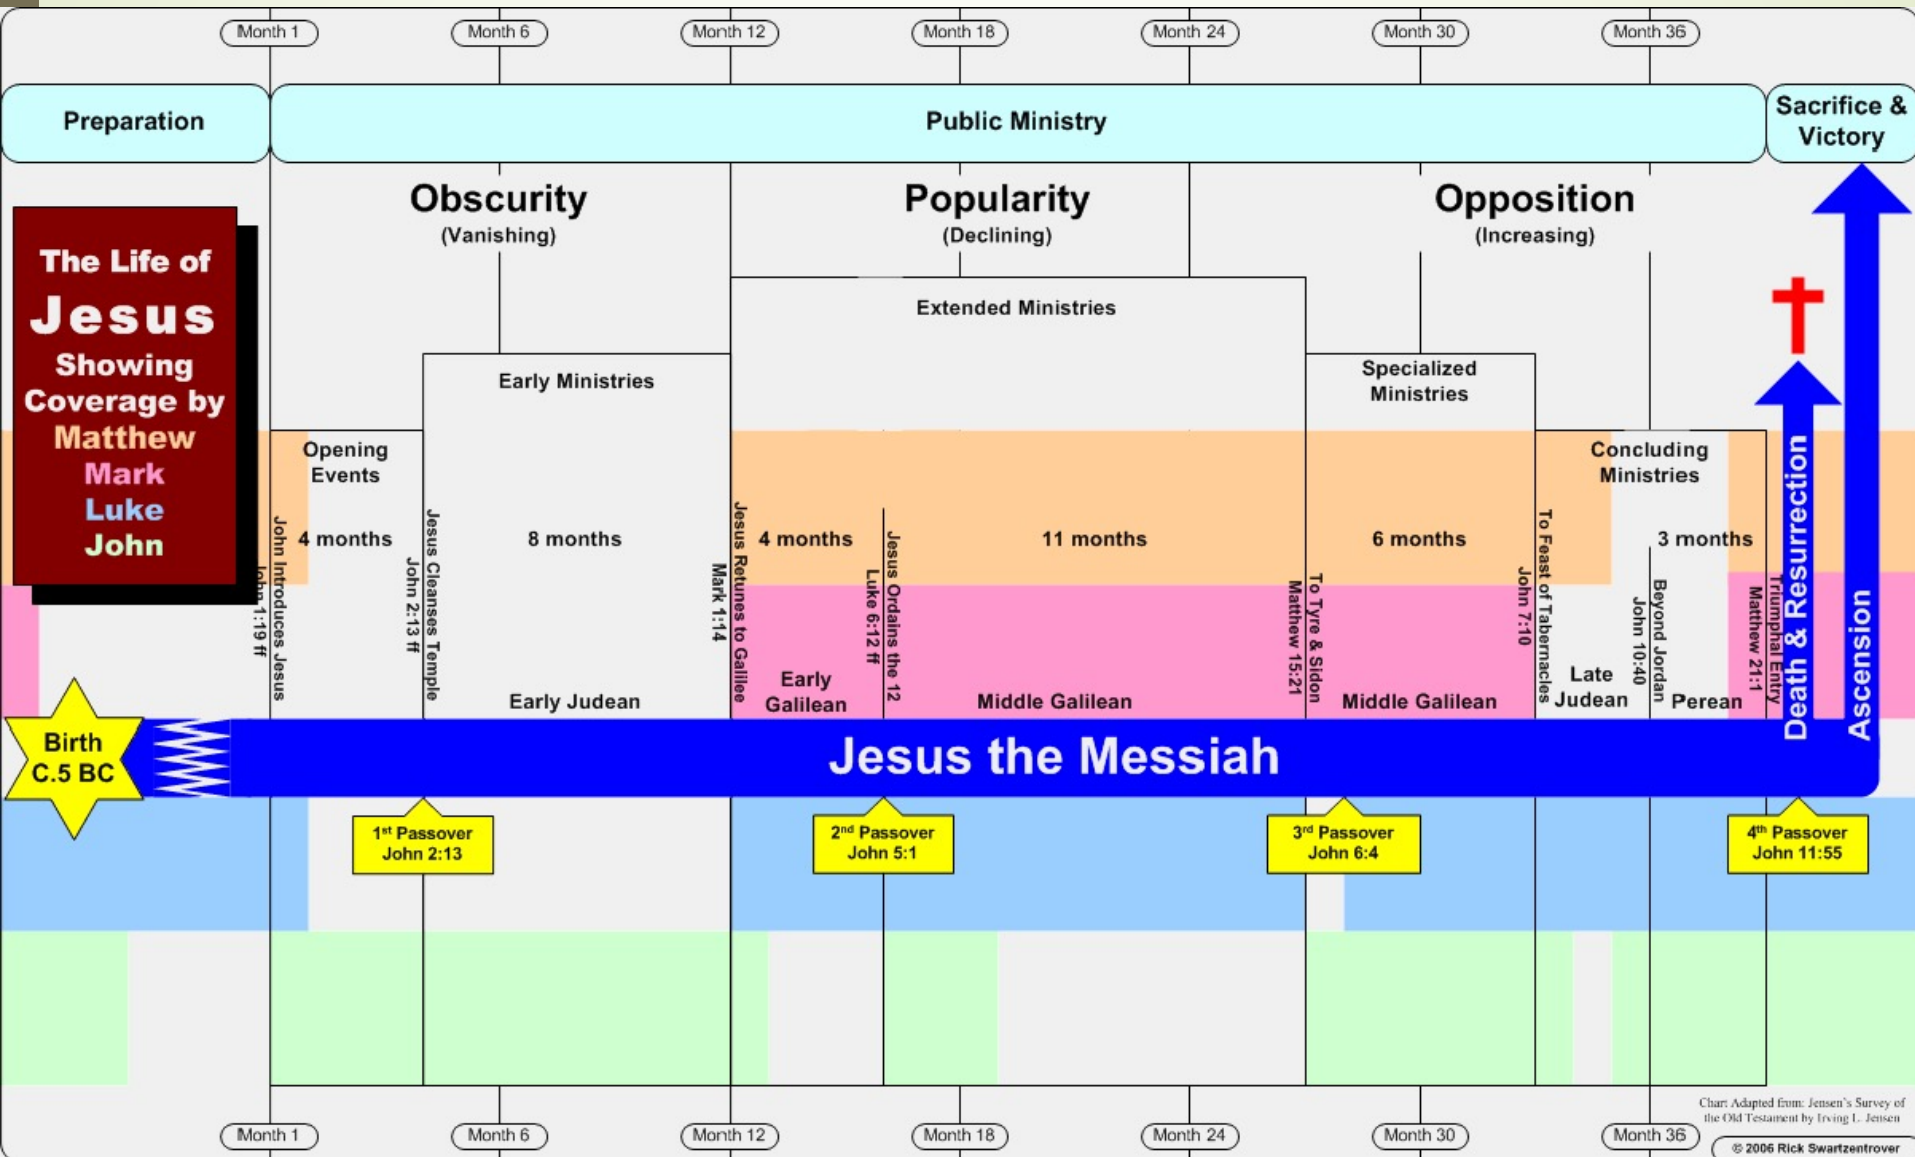 Month 1
Month 6
Month 12
Month 18
Month 24
Month 30
Month 36
Preparation
Public Ministry
Sacrifice &
Victory
Obscurity
(Vanishing)
Popularity
(Declining)
Opposition
(Increasing)
The Life of
Jesus
Showing
Coverage by
Matthew
Mark
Luke
John
Extended Ministries
Early Ministries
Specialized
Ministries
Opening
Events
Concluding
Ministries
4 months
8 months
4 months
11 months
6 months
3 months
John Introduces Jesus
John 1:19 ff
Jesus Cleanses Temple
John 2:13 ff
Jesus Retunes to Galilee
Mark 1:14
Jesus Ordains the 12
Luke 6:12 ff
To Tyre & Sidon
Matthew 15:21
To Feast of Tabernacles
John 7:10
Beyond Jordan
John 10:40
Triumphal Entry
Matthew 21:1
Death & Resurrection
Ascension
Early Judean
Early
Galilean
Middle Galilean
Middle Galilean
Late
Judean
Perean
Birth
C.5 BC
Jesus the Messiah
1st Passover
John 2:13
2nd Passover
John 5:1
3rd Passover
John 6:4
4th Passover
John 11:55
Chart Adapted from: Jensen's Survey of
the Old Testament by Irving L. Jensen
Month 1
Month 6
Month 12
Month 18
Month 24
Month 30
Month 36
© 2006 Rick Swartzentrover